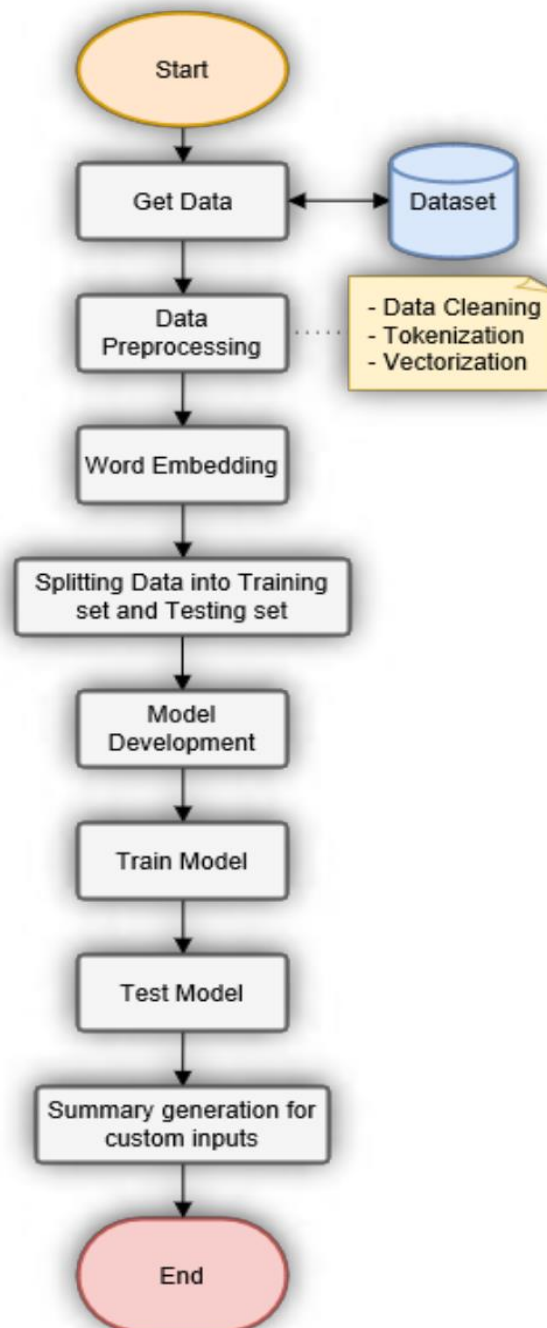 Start
Get Data
Dataset
Data
Preprocessing
- Data Cleaning
- Tokenization
- Vectorization
Word Embedding
Splitting Data into Training
set and Testing set
Model
Development
Train Model
Test Model
Summary generation for
custom inputs
End